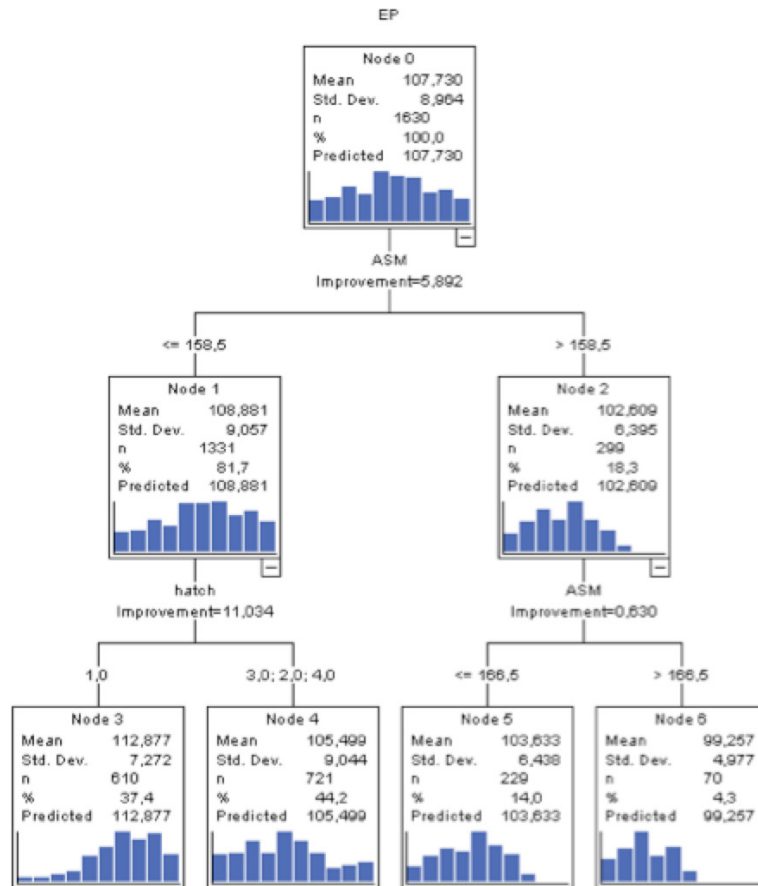 EP
Node 0
Mean 107,730
Std. Dev. 8,964
n 1630
% 100,0
Predicted 107,730
ASM
Improvement=5,892
<= 158,5
> 158,5
Node 1
Mean 108,881
Std. Dev. 9,057
n 1331
% 81,7
Predicted 108,881
Node 2
Mean 102,609
Std. Dev. 6,395
n 299
% 18,3
Predicted 102,609
hatch
Improvement=11,034
ASM
Improvement=0,630
1,0
3,0; 2,0; 4,0
<= 166,5
> 166,5
Node 3
Mean 112,877
Std. Dev. 7,272
n 610
% 37,4
Predicted 112,877
Node 4
Mean 105,499
Std. Dev. 9,044
n 721
% 44,2
Predicted 105,499
Node 5
Mean 103,633
Std. Dev. 6,438
n 229
% 14,0
Predicted 103,633
Node 6
Mean 99,257
Std. Dev. 4,977
n 70
% 4,3
Predicted 99,257